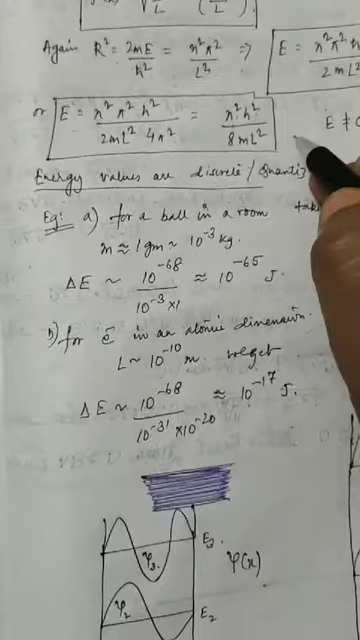 Again R² = 2mE/ħ² = n²π²/L² ⇒ E = n²π²ħ²/2mL²
or E = n²π²h²/2mL² 4π² = n²h²/8mL²
E ≠ 0
Energy values are discrete/
Eg: a) for a ball in a room take
m ≈ 1 gm ~ 10⁻³ kg.
ΔE ~ 10⁻⁶⁸/10⁻³×1 ≈ 10⁻⁶⁵ J.
b) for e⁻ in an atomic dimension.
L ~ 10⁻¹⁰ m. we get
ΔE ~ 10⁻⁶⁸/10⁻³¹×10⁻²⁰ ≈ 10⁻¹⁷ J.
ψ₃ E₃
ψ(x)
ψ₂ E₂